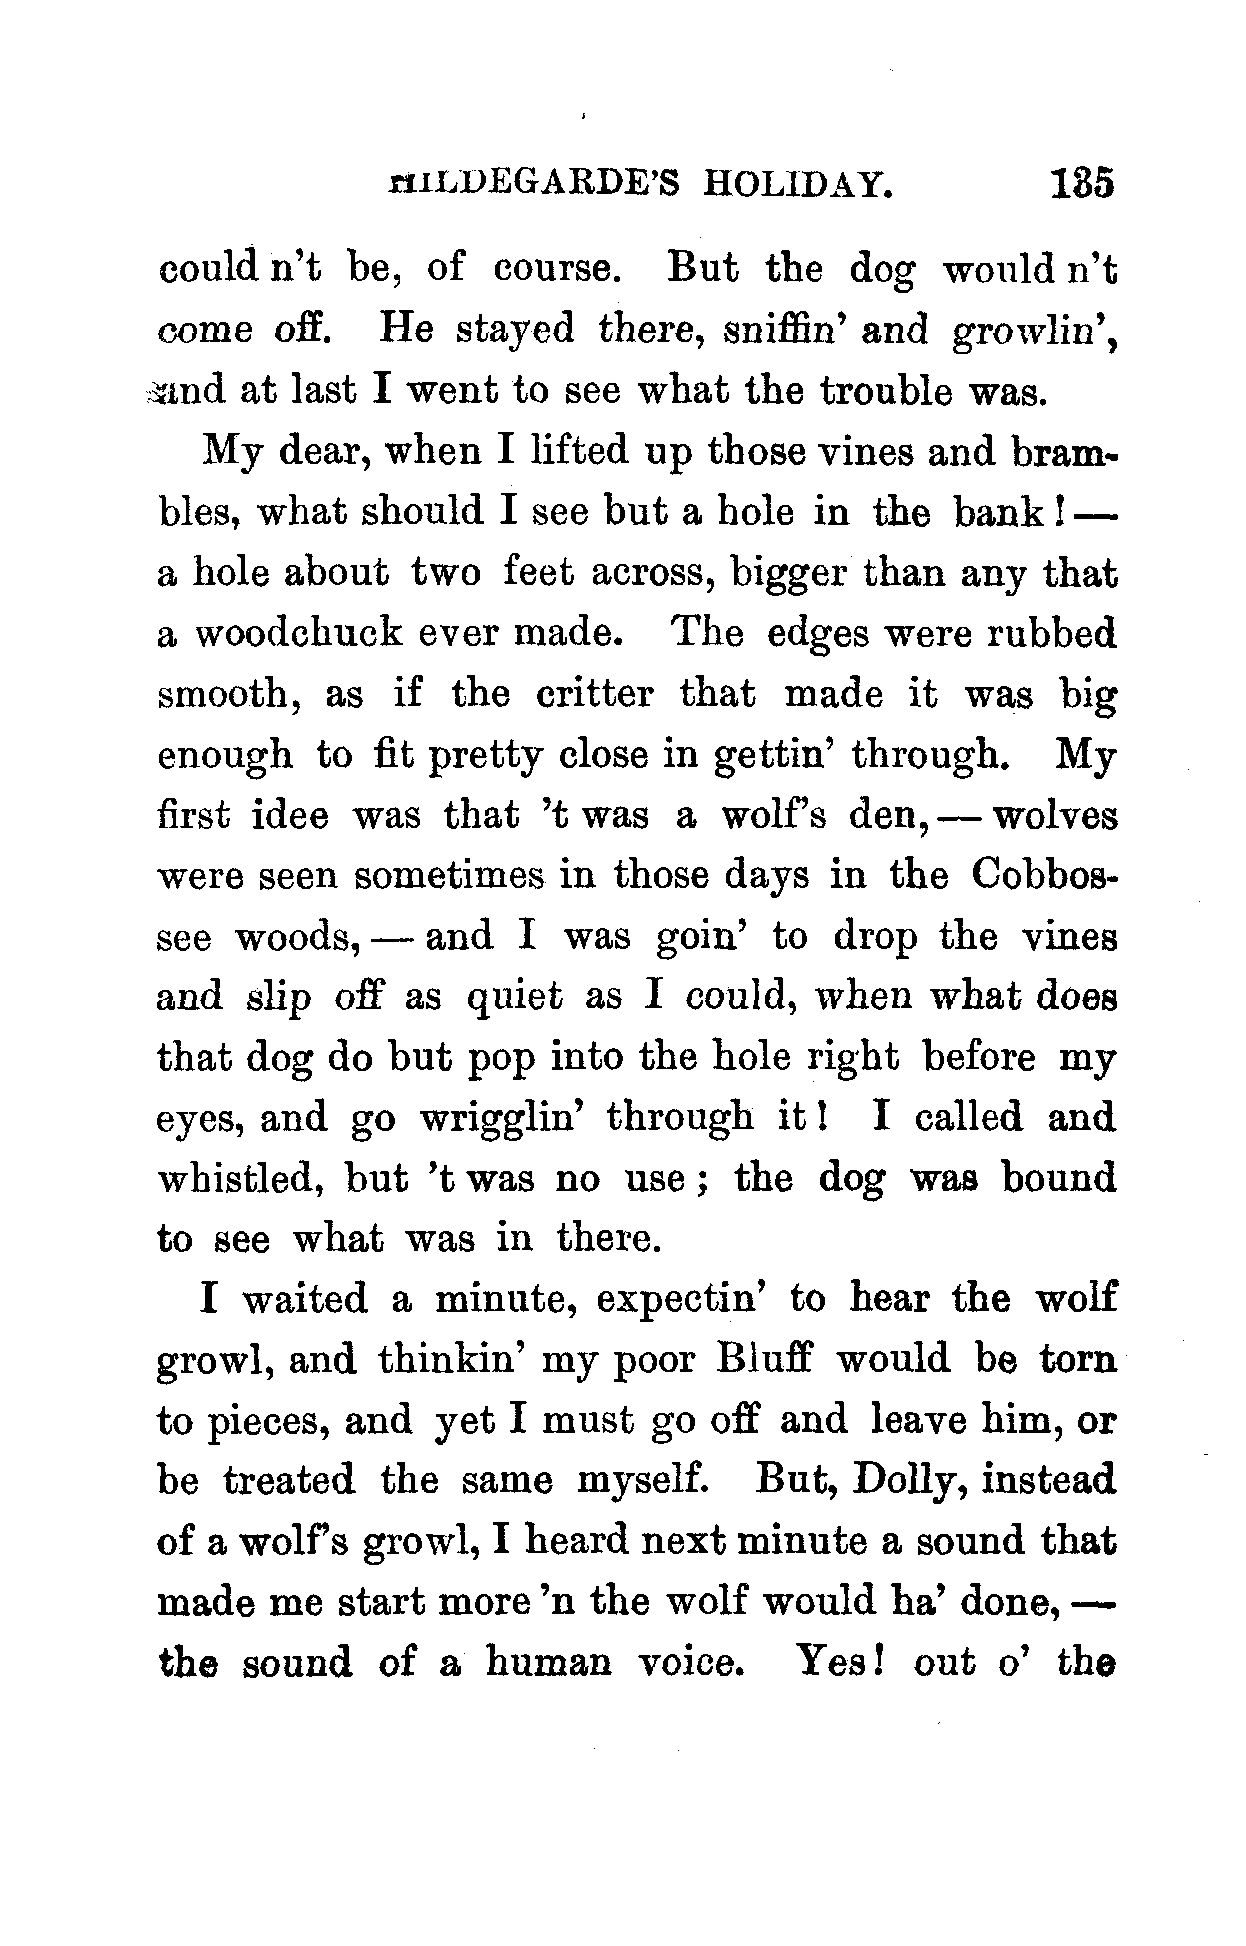 HILDEGARDE'S HOLIDAY. 135
could n't be, of course. But the dog would n't
come off. He stayed there, sniffin' and growlin',
and at last I went to see what the trouble was.
My dear, when I lifted up those vines and bram-
bles, what should I see but a hole in the bank! —
a hole about two feet across, bigger than any that
a woodchuck ever made. The edges were rubbed
smooth, as if the critter that made it was big
enough to fit pretty close in gettin' through. My
first idee was that 't was a wolf's den, — wolves
were seen sometimes in those days in the Cobbos-
see woods, — and I was goin' to drop the vines
and slip off as quiet as I could, when what does
that dog do but pop into the hole right before my
eyes, and go wrigglin' through it! I called and
whistled, but 't was no use; the dog was bound
to see what was in there.
I waited a minute, expectin' to hear the wolf
growl, and thinkin' my poor Bluff would be torn
to pieces, and yet I must go off and leave him, or
be treated the same myself. But, Dolly, instead
of a wolf's growl, I heard next minute a sound that
made me start more 'n the wolf would ha' done, —
the sound of a human voice. Yes! out o' the